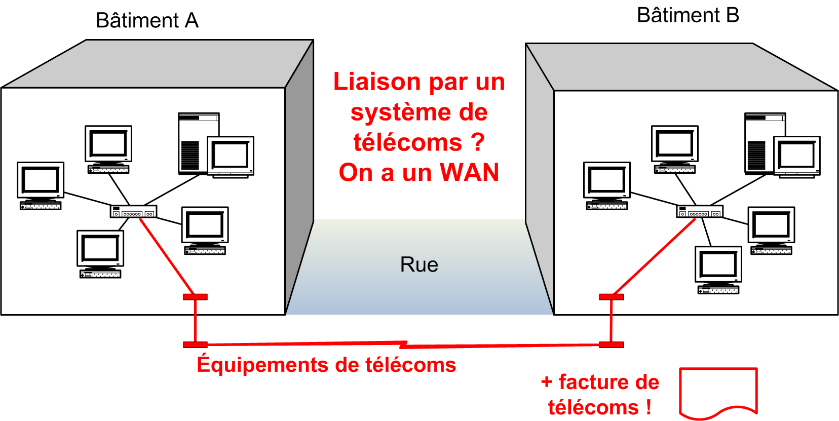 Bâtiment A
Bâtiment B
Liaison par un
système de
télécoms ?
On a un WAN
Rue
Équipements de télécoms
+ facture de
télécoms !